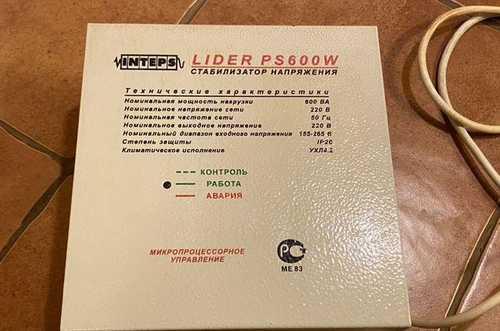 INTEPS LIDER PS600W
СТАБИЛИЗАТОР НАПРЯЖЕНИЯ
Технические характеристики
Номинальная мощность нагрузки 600 ВА
Номинальное напряжение сети 220 В
Номинальная частота сети 50 Гц
Номинальное выходное напряжение 220 В
Номинальный диапазон входного напряжения
Степень защиты IP20
Климатическое исполнение УХЛ4.2
КОНТРОЛЬ
РАБОТА
АВАРИЯ
МИКРОПРОЦЕССОРНОЕ
УПРАВЛЕНИЕ
РС
МЕ 83